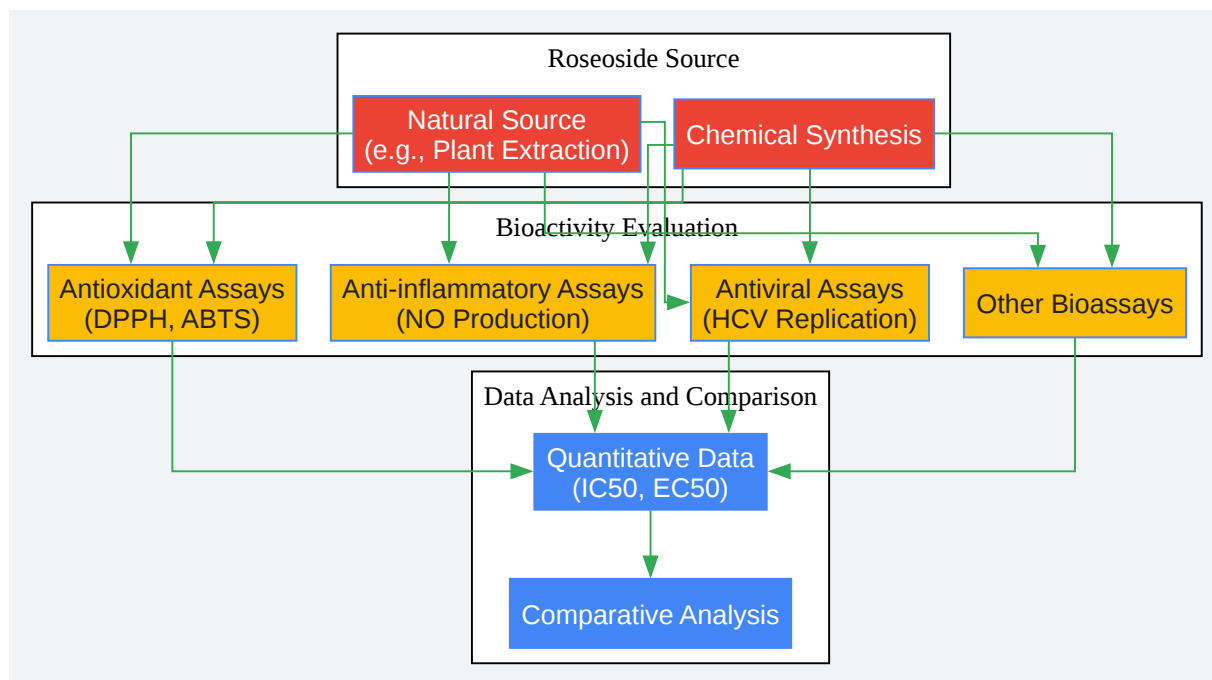 Roseoside Source
Natural Source
(e.g., Plant Extraction)
Chemical Synthesis
Bioactivity Evaluation
Antioxidant Assays
(DPPH, ABTS)
Anti-inflammatory Assays
(NO Production)
Antiviral Assays
(HCV Replication)
Other Bioassays
Data Analysis and Comparison
Quantitative Data
(IC50, EC50)
Comparative Analysis